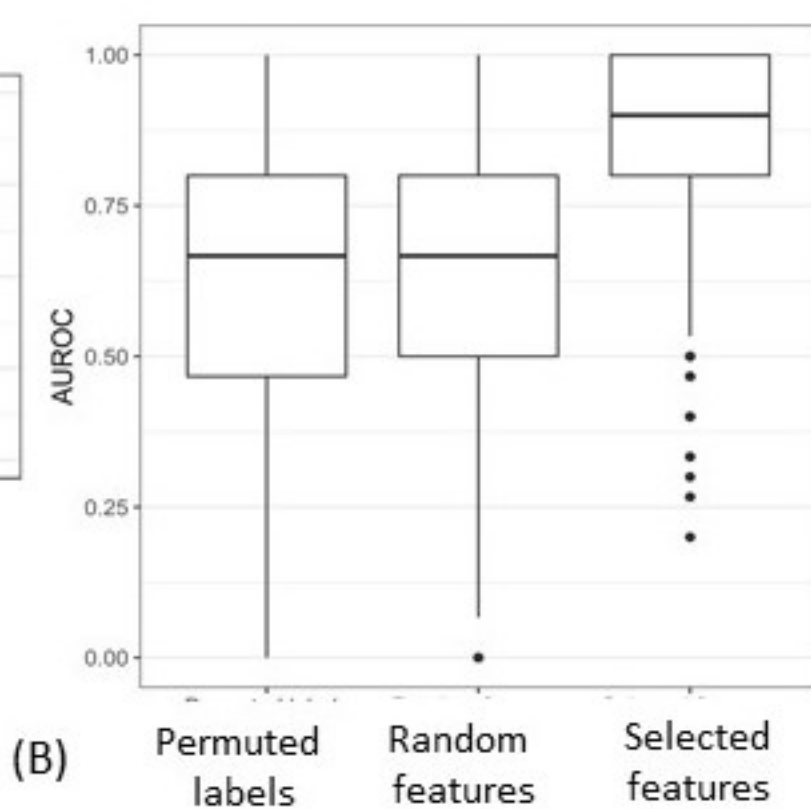 1.00
0.75
0.50
0.25
0.00
AUROC
(B)
Permuted
labels
Random
features
Selected
features